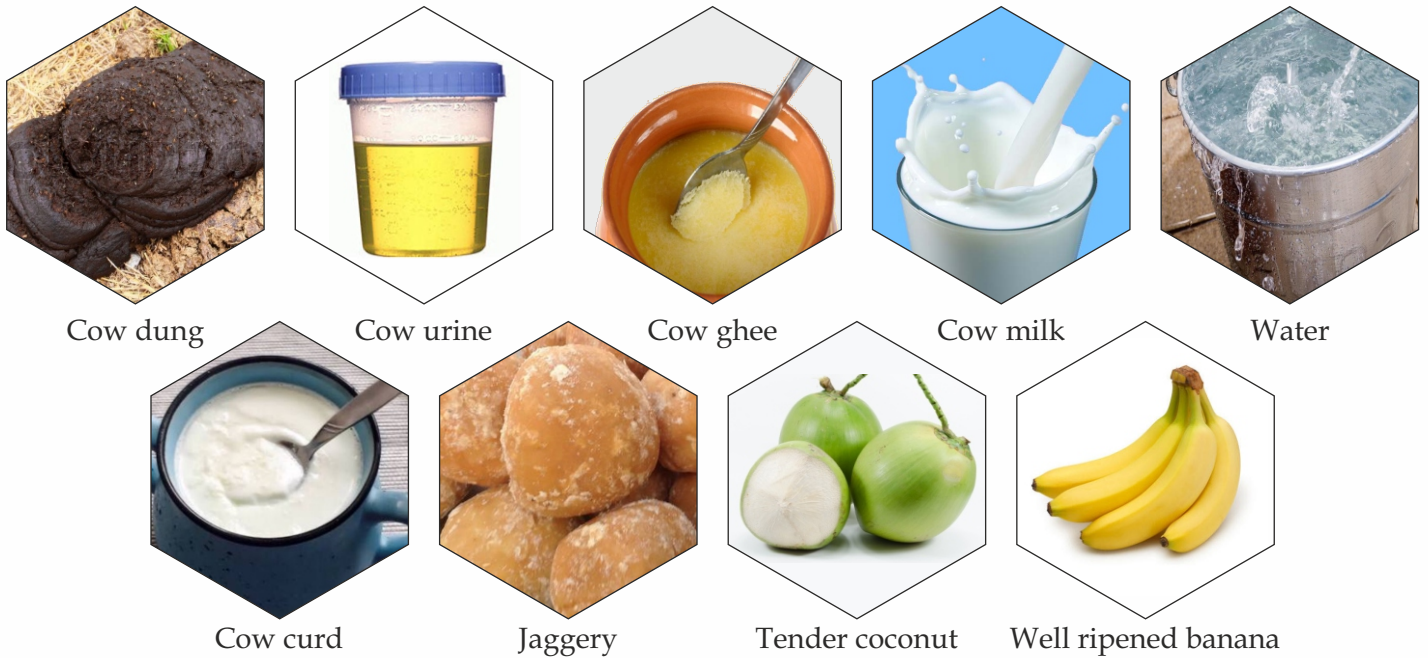 Cow dung
Cow urine
Cow ghee
Cow milk
Water
Cow curd
Jaggery
Tender coconut
Well ripened banana